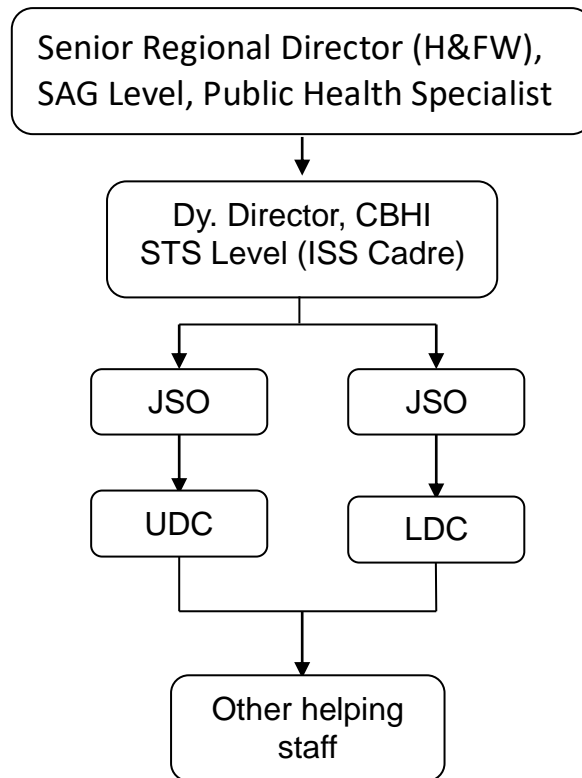 Senior Regional Director (H&FW),
SAG Level, Public Health Specialist
Dy. Director, CBHI
STS Level (ISS Cadre)
JSO
JSO
UDC
LDC
Other helping
staff